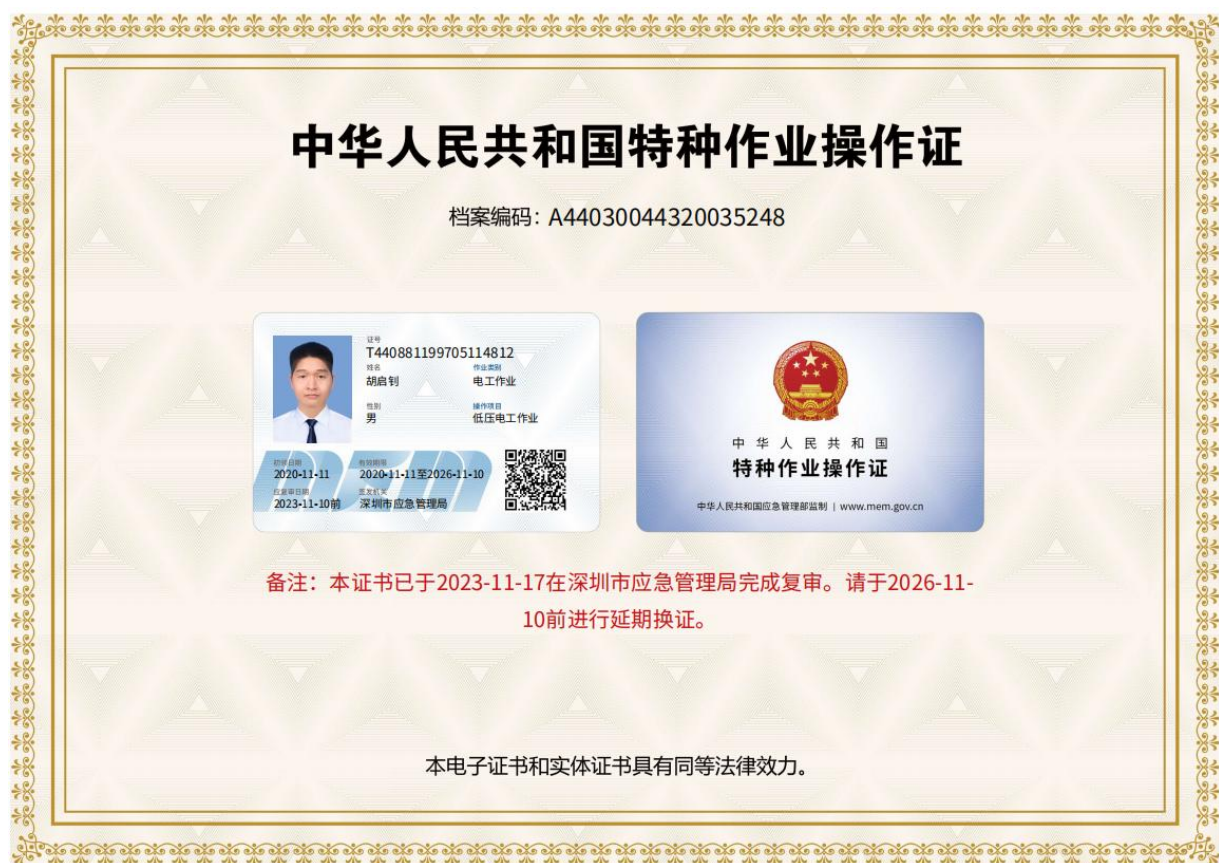 中华人民共和国特种作业操作证
档案编码：A44030044320035248
证号
T440881199705114812
姓名 作业类别
胡启钊 电工作业
性别 操作项目
男 低压电工作业
初领日期 有效期限
2020-11-11 2020-11-11至2026-11-10
应复审日期 签发机关
2023-11-10前 深圳市应急管理局
中华人民共和国
特种作业操作证
中华人民共和国应急管理部监制 | www.mem.gov.cn
备注：本证书已于2023-11-17在深圳市应急管理局完成复审。请于2026-11-
10前进行延期换证。
本电子证书和实体证书具有同等法律效力。